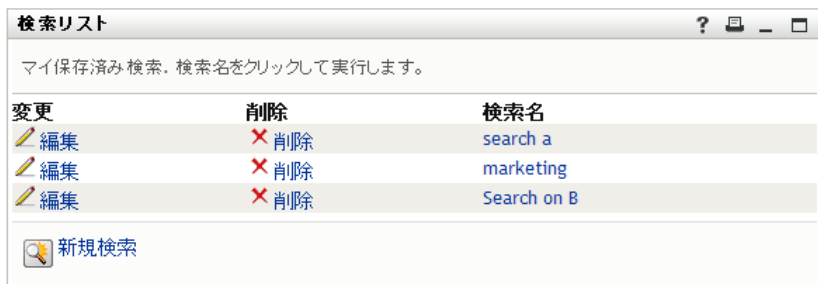 検索リスト ?
マイ保存済み検索. 検索名をクリックして実行します。
変更 削除 検索名
編集 削除 search a
編集 削除 marketing
編集 削除 Search on B
新規検索